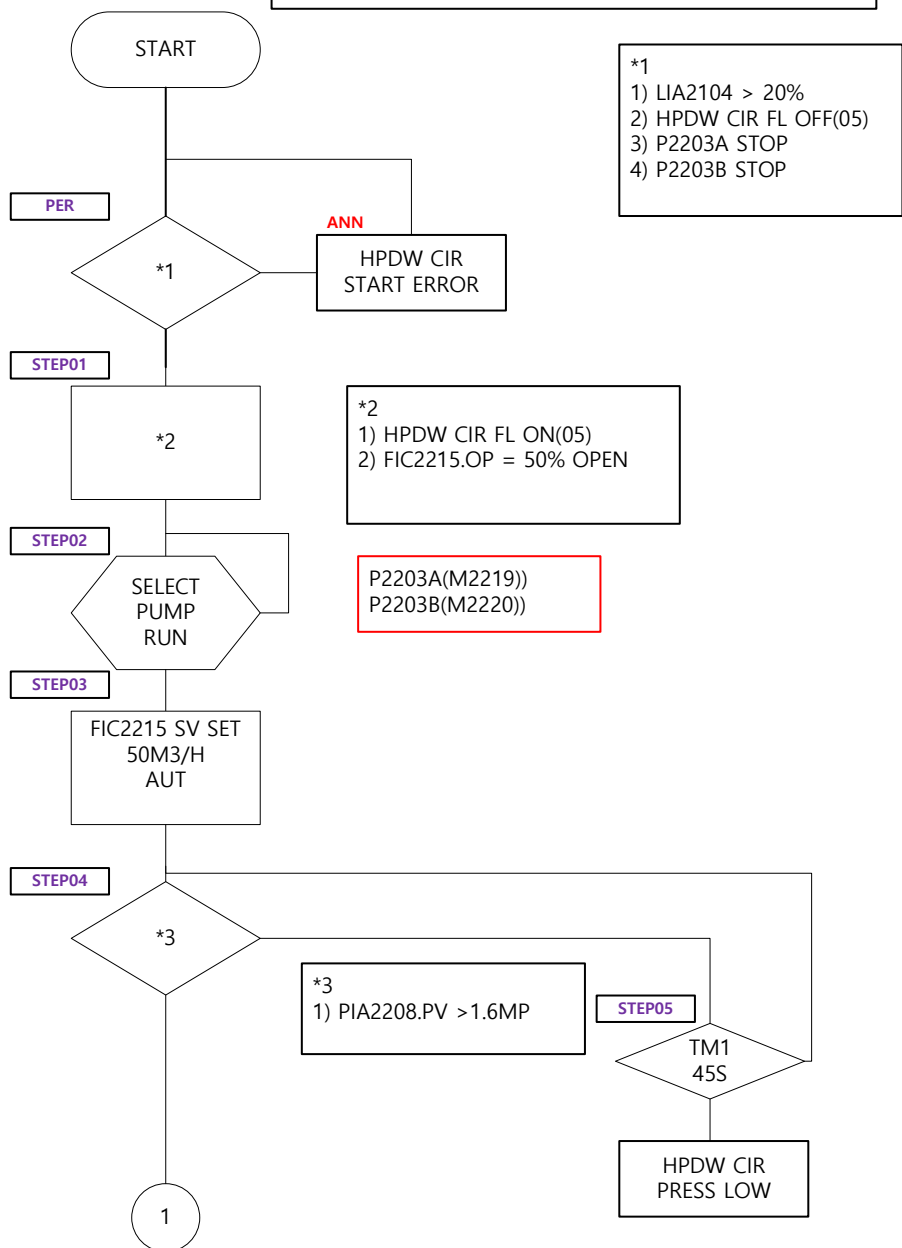 START
*1
1) LIA2104 > 20%
2) HPDW CIR FL OFF(05)
3) P2203A STOP
4) P2203B STOP
PER
ANN
*1
HPDW CIR
START ERROR
STEP01
*2
*2
1) HPDW CIR FL ON(05)
2) FIC2215.OP = 50% OPEN
STEP02
SELECT
PUMP
RUN
P2203A(M2219))
P2203B(M2220))
STEP03
FIC2215 SV SET
50M3/H
AUT
STEP04
*3
*3
1) PIA2208.PV >1.6MP
STEP05
TM1
45S
HPDW CIR
PRESS LOW
1